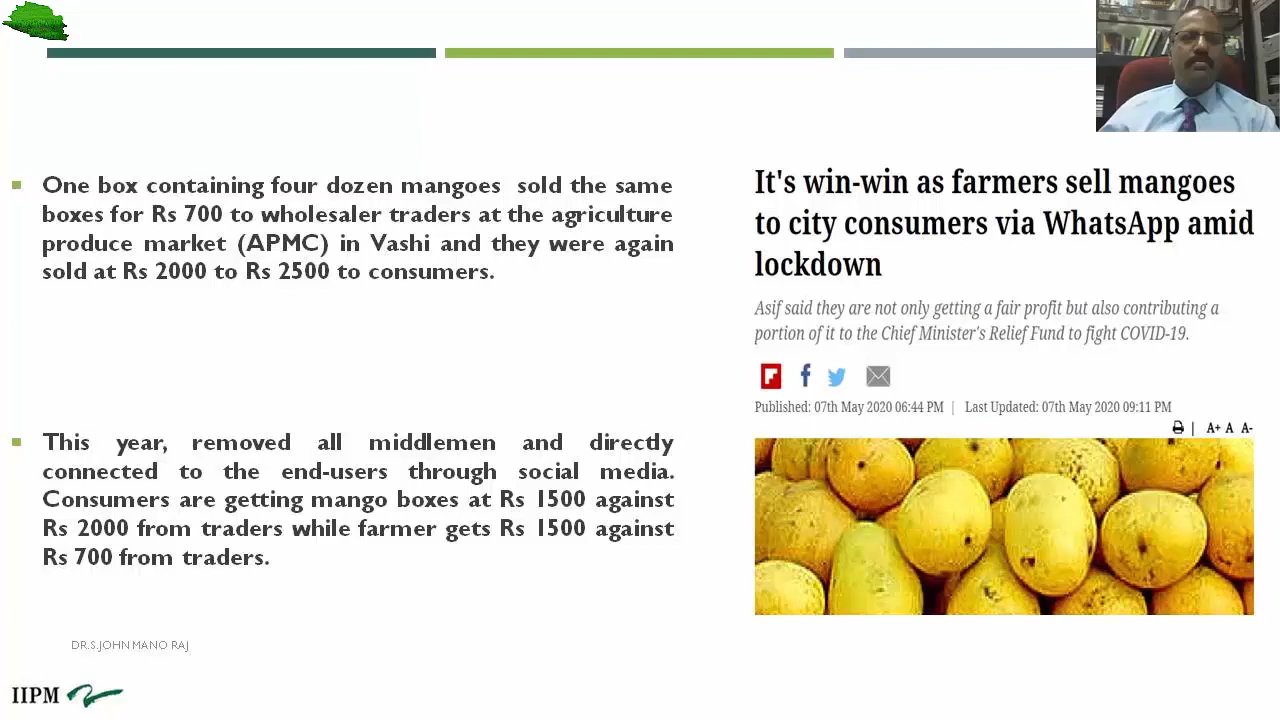 One box containing four dozen mangoes sold the same
boxes for Rs 700 to wholesaler traders at the agriculture
produce market (APMC) in Vashi and they were again
sold at Rs 2000 to Rs 2500 to consumers.
This year, removed all middlemen and directly
connected to the end-users through social media.
Consumers are getting mango boxes at Rs 1500 against
Rs 2000 from traders while farmer gets Rs 1500 against
Rs 700 from traders.
It's win-win as farmers sell mangoes
to city consumers via WhatsApp amid
lockdown
Asif said they are not only getting a fair profit but also contributing a
portion of it to the Chief Minister's Relief Fund to fight COVID-19.
Published: 07th May 2020 06:44 PM | Last Updated: 07th May 2020 09:11 PM
| A+ A A-
DR.S.JOHN MANO RAJ
IIPM